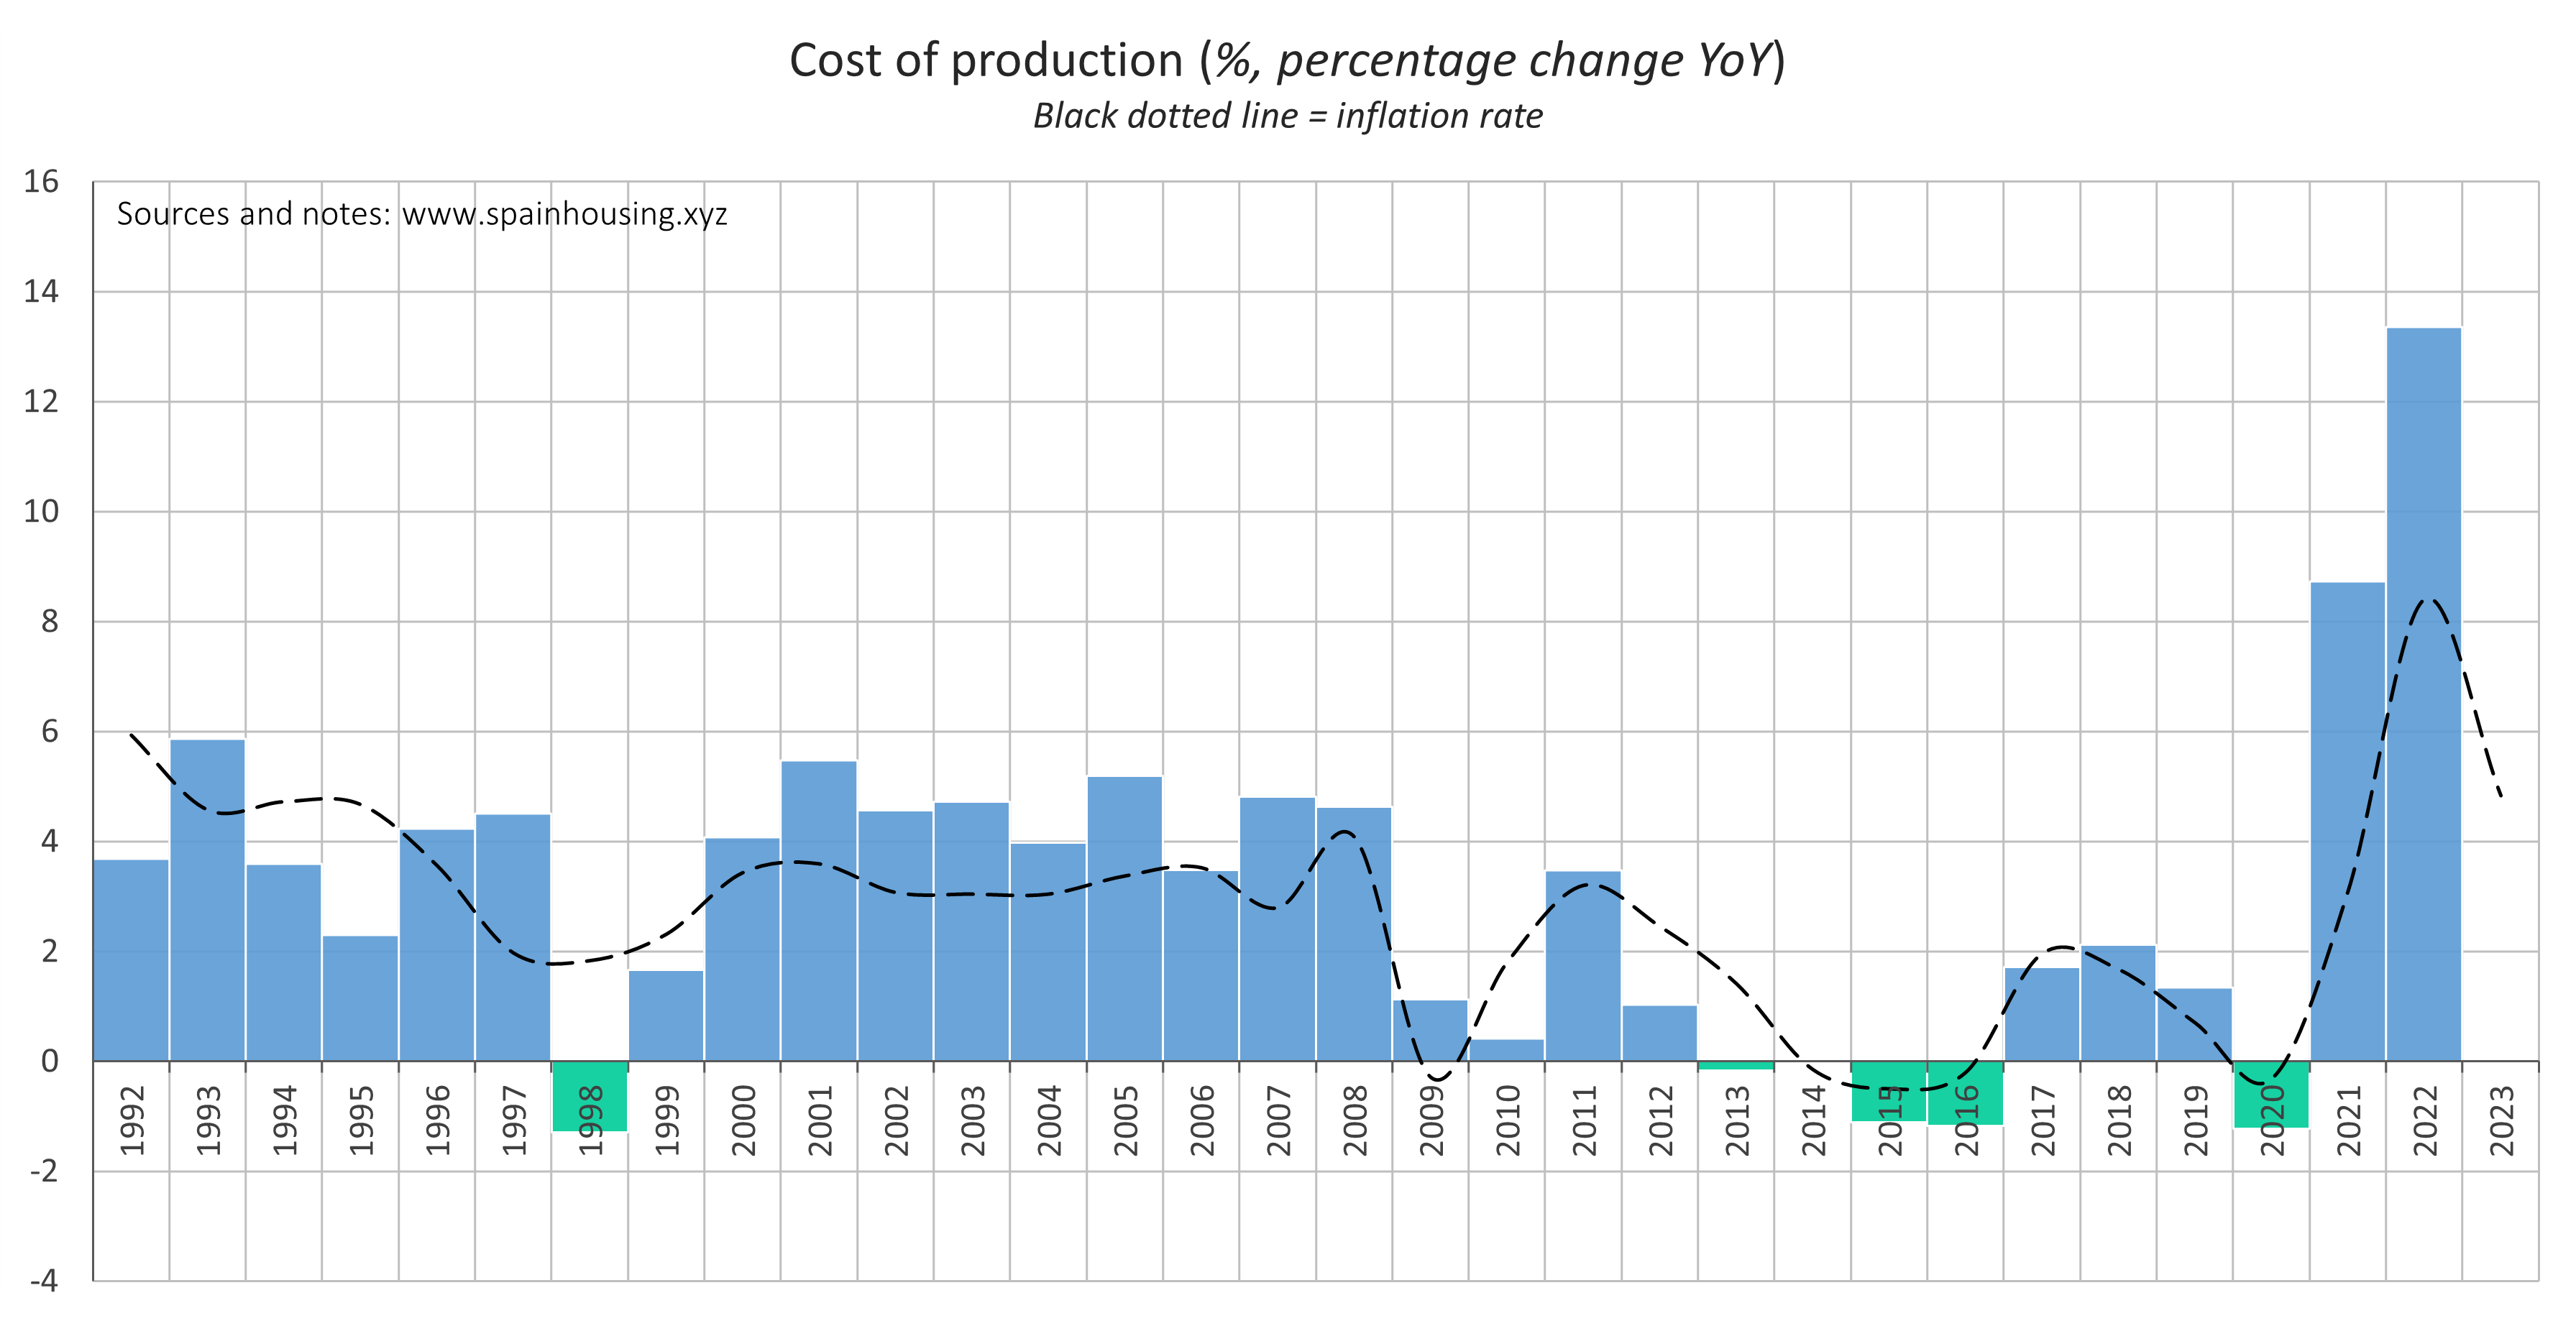 Cost of production (%, percentage change YoY)
Black dotted line = inflation rate
16
Sources and notes: www.spainhousing.xyz
14
12
10
8
6
4
2
0
1992 1993 1994 1995 1996 1997 1998 1999 2000 2001 2002 2003 2004 2005 2006 2007 2008 2009 2010 2011 2012 2013 2014 2015 2016 2017 2018 2019 2020 2021 2022 2023
-2
-4